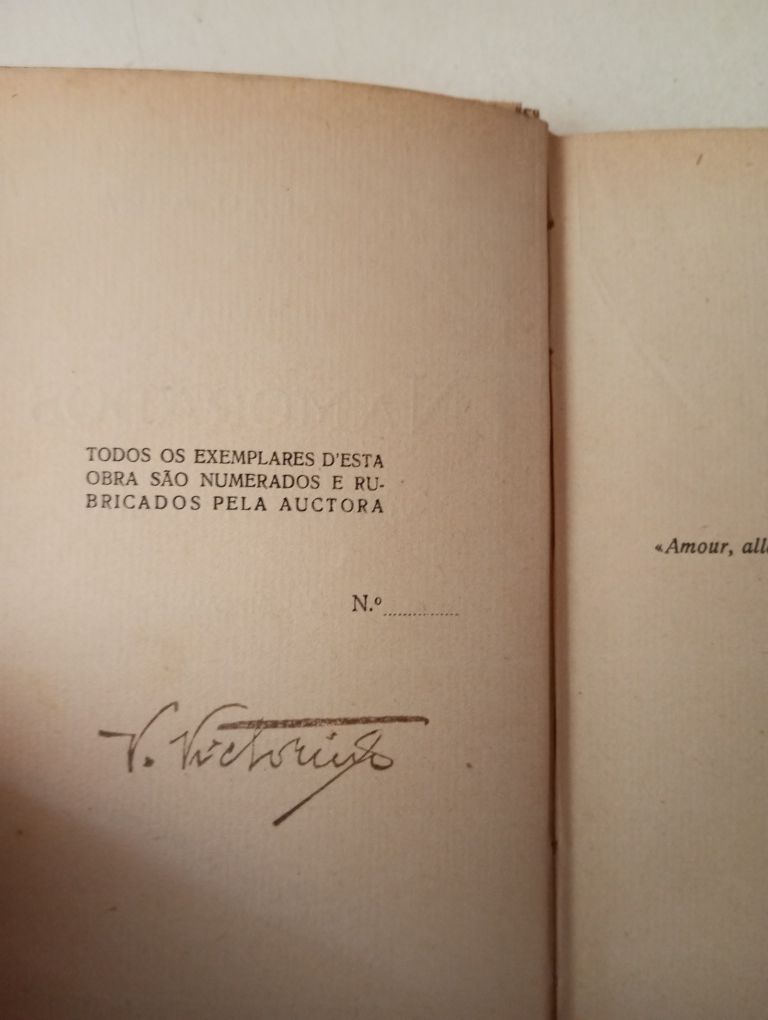 TODOS OS EXEMPLARES D'ESTA
OBRA SÃO NUMERADOS E RU-
BRICADOS PELA AUCTORA
N.º
V. Victorino
«Amour, all